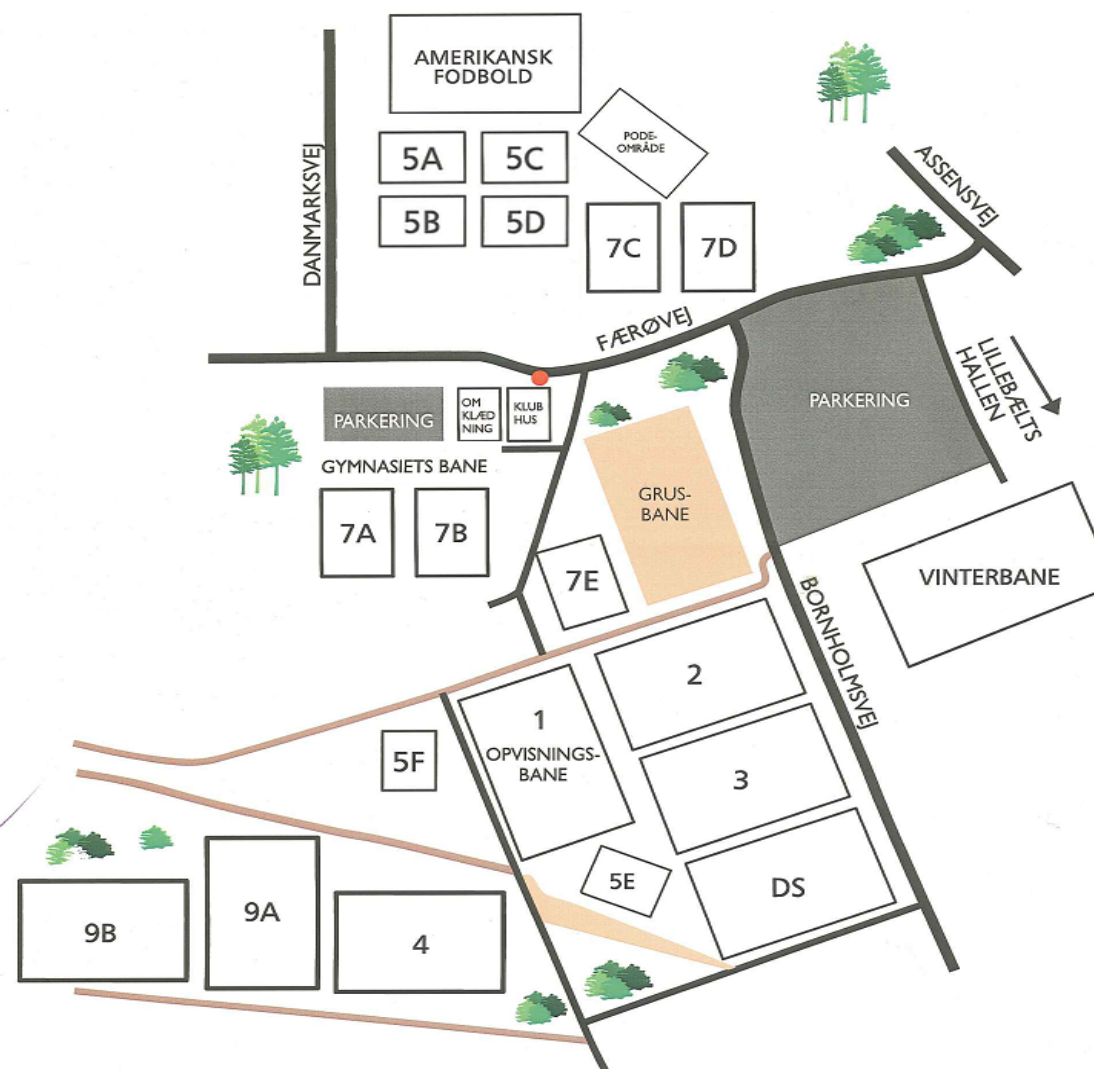 AMERIKANSK
FODBOLD
PODE-
OMRÅDE
5A
5C
5B
5D
7C
7D
DANMARKSVEJ
ASSENSVEJ
FÆRØVEJ
LILLEBÆLTS
HALLEN
PARKERING
OM
KLÆD
NING
KLUB
HUS
PARKERING
GYMNASIETS BANE
7A
7B
GRUS-
BANE
7E
VINTERBANE
BORNHOLMSVEJ
2
1
OPVISNINGS-
BANE
5F
3
5E
DS
9B
9A
4